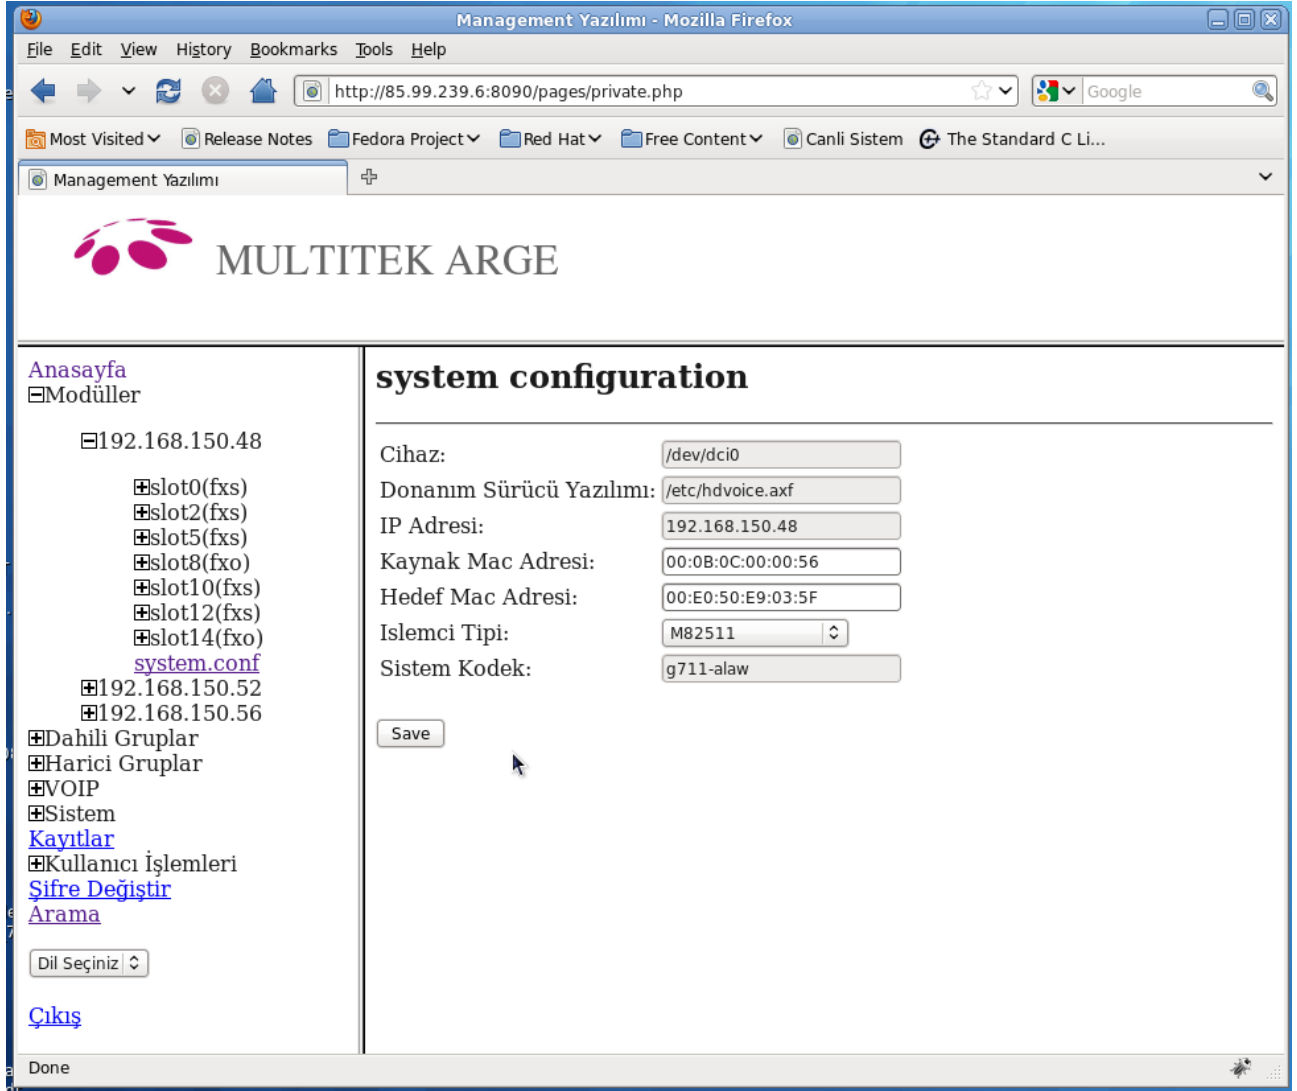 Management Yazılımı - Mozilla Firefox
File Edit View History Bookmarks Tools Help
http://85.99.239.6:8090/pages/private.php
Google
Most Visited Release Notes Fedora Project Red Hat Free Content Canli Sistem The Standard C Li...
Management Yazılımı
MULTITEK ARGE
Anasayfa
Modüller
192.168.150.48
slot0(fxs)
slot2(fxs)
slot5(fxs)
slot8(fxo)
slot10(fxs)
slot12(fxs)
slot14(fxo)
system.conf
192.168.150.52
192.168.150.56
Dahili Gruplar
Harici Gruplar
VOIP
Sistem
Kayıtlar
Kullanıcı İşlemleri
Şifre Değiştir
Arama
Dil Seçiniz
Çıkış
system configuration
Cihaz: /dev/dci0
Donanım Sürücü Yazılımı: /etc/hdvoice.axf
IP Adresi: 192.168.150.48
Kaynak Mac Adresi: 00:0B:0C:00:00:56
Hedef Mac Adresi: 00:E0:50:E9:03:5F
Islemci Tipi: M82511
Sistem Kodek: g711-alaw
Save
Done